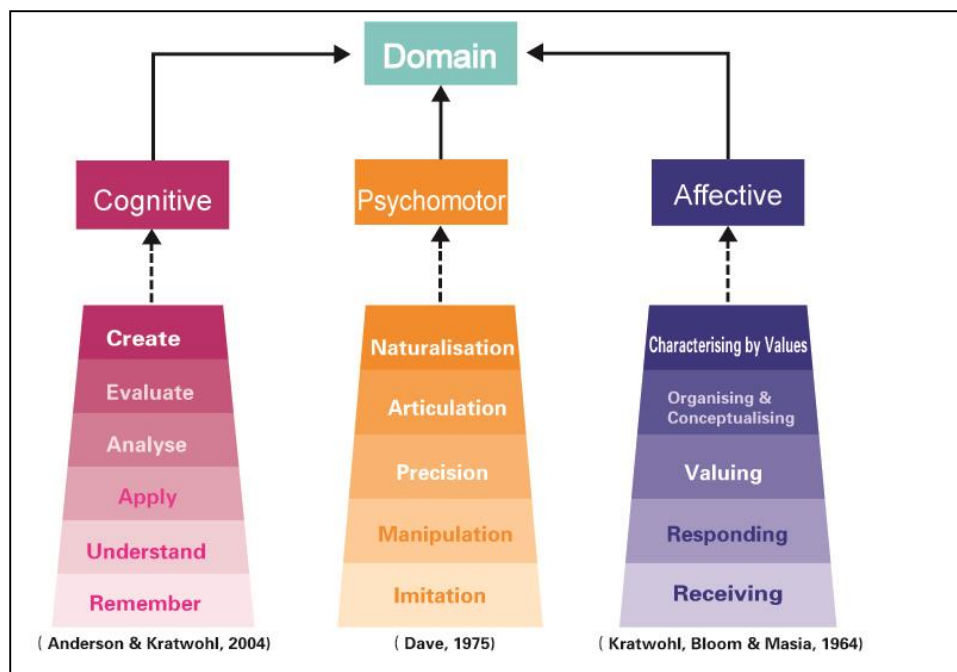 Domain
Cognitive
Psychomotor
Affective
Create
Evaluate
Analyse
Apply
Understand
Remember
( Anderson & Kratwohl, 2004)
Naturalisation
Articulation
Precision
Manipulation
Imitation
( Dave, 1975)
Characterising by Values
Organising &
Conceptualising
Valuing
Responding
Receiving
( Kratwohl, Bloom & Masia, 1964)